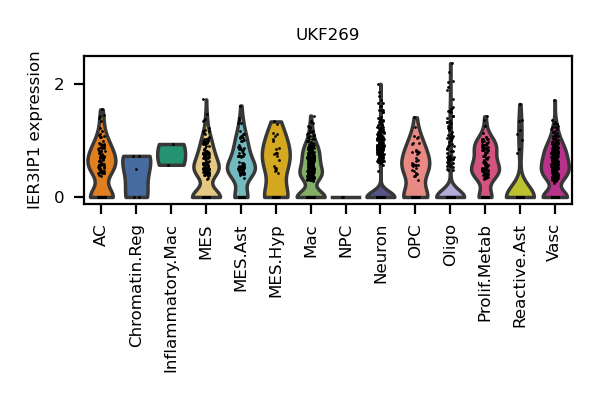 UKF269
IER3IP1 expression
2
0
AC
Chromatin.Reg
Inflammatory.Mac
MES
MES.Ast
MES.Hyp
Mac
NPC
Neuron
OPC
Oligo
Prolif.Metab
Reactive.Ast
Vasc